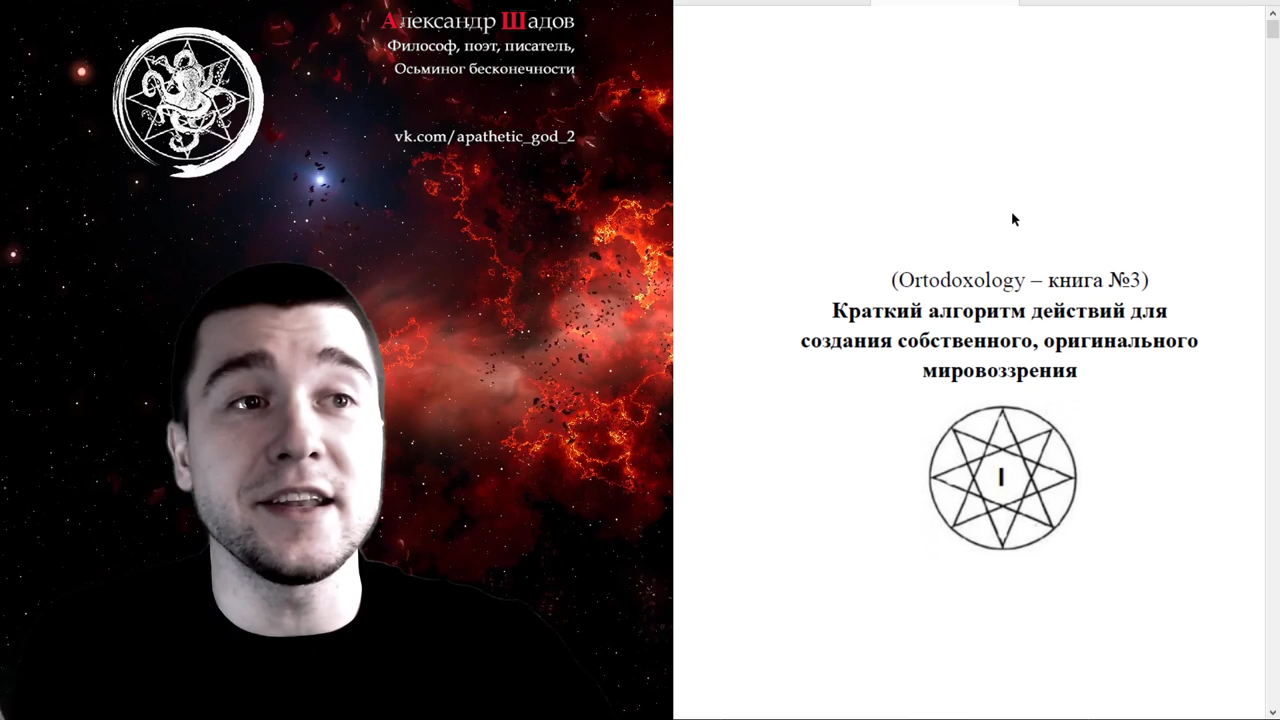 Александр Шадов
Философ, поэт, писатель,
Осьминог бесконечности
vk.com/apathetic_god_2
(Ortodoxology – книга №3)
Краткий алгоритм действий для
создания собственного, оригинального
мировоззрения
I